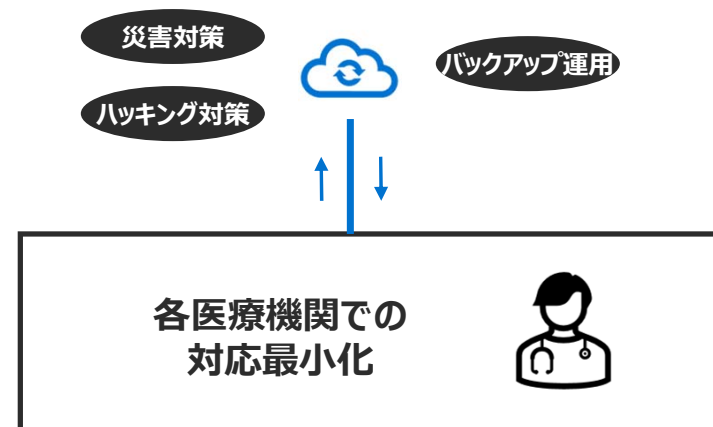 災害対策
バックアップ運用
ハッキング対策
各医療機関での
対応最小化